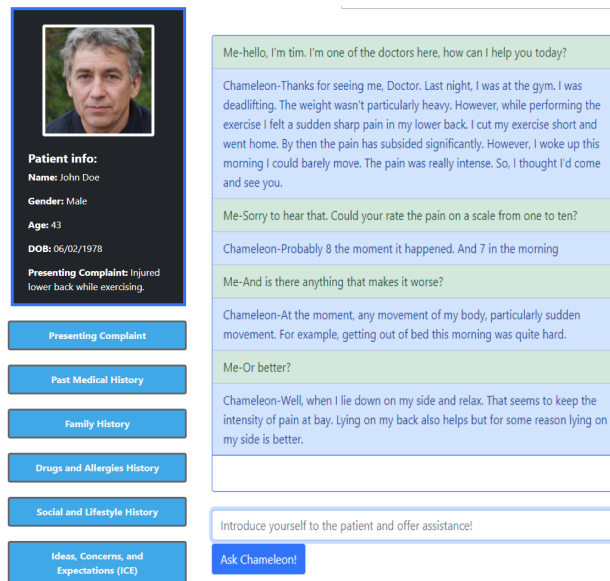 Patient info:
Name: John Doe
Gender: Male
Age: 43
DOB: 06/02/1978
Presenting Complaint: Injured
lower back while exercising.
Presenting Complaint
Past Medical History
Family History
Drugs and Allergies History
Social and Lifestyle History
Ideas, Concerns, and
Expectations (ICE)
Me-hello, I'm tim. I'm one of the doctors here, how can I help you today?
Chameleon-Thanks for seeing me, Doctor. Last night, I was at the gym. I was
deadlifting. The weight wasn't particularly heavy. However, while performing the
exercise I felt a sudden sharp pain in my lower back. I cut my exercise short and
went home. By then the pain has subsided significantly. However, I woke up this
morning I could barely move. The pain was really intense. So, I thought I'd come
and see you.
Me-Sorry to hear that. Could your rate the pain on a scale from one to ten?
Chameleon-Probably 8 the moment it happened. And 7 in the morning
Me-And is there anything that makes it worse?
Chameleon-At the moment, any movement of my body, particularly sudden
movement. For example, getting out of bed this morning was quite hard.
Me-Or better?
Chameleon-Well, when I lie down on my side and relax. That seems to keep the
intensity of pain at bay. Lying on my back also helps but for some reason lying on
my side is better.
Introduce yourself to the patient and offer assistance!
Ask Chameleon!